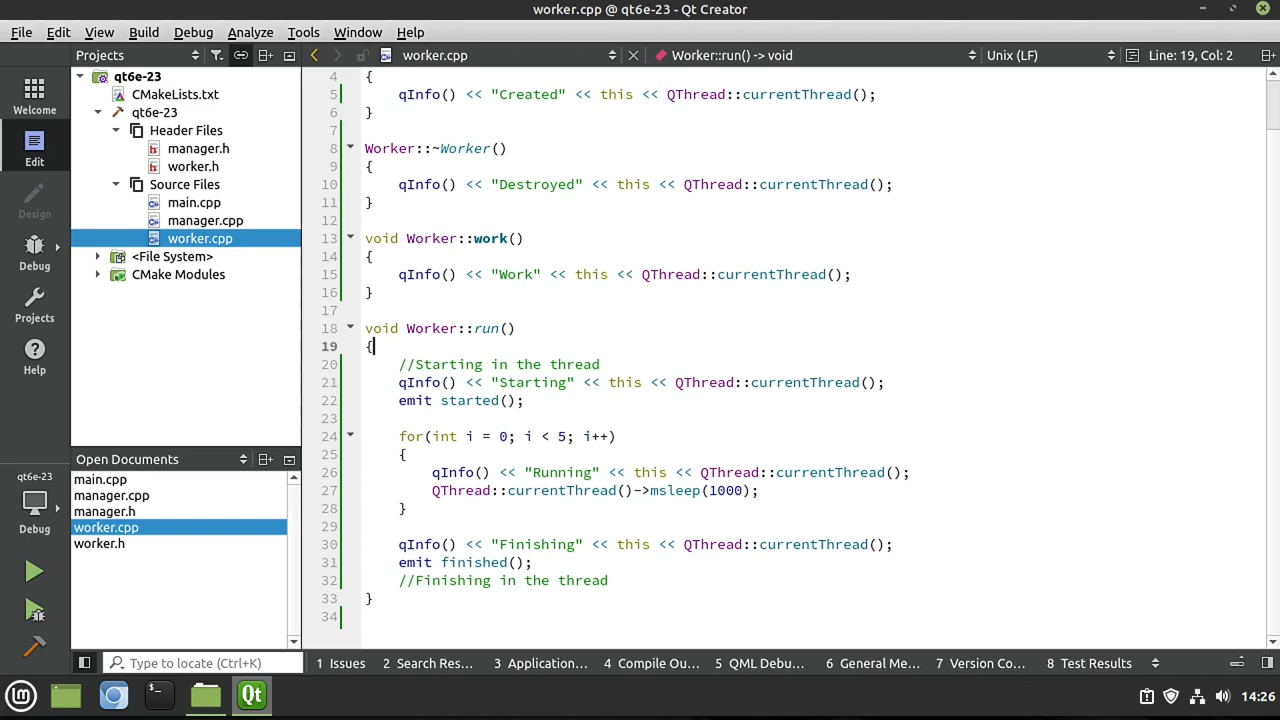 worker.cpp @ qt6e-23 - Qt Creator
File Edit View Build Debug Analyze Tools Window Help
Projects
worker.cpp
Worker::run() -> void
Unix (LF)
Line: 19, Col: 2
Welcome
Edit
Design
Debug
Projects
Help
qt6e-23
Debug
qt6e-23
CMakeLists.txt
qt6e-23
Header Files
manager.h
worker.h
Source Files
main.cpp
manager.cpp
worker.cpp
<File System>
CMake Modules
Open Documents
main.cpp
manager.cpp
manager.h
worker.cpp
worker.h
4 {
5 qInfo() << "Created" << this << QThread::currentThread();
6 }
7
8 Worker::~Worker()
9 {
10 qInfo() << "Destroyed" << this << QThread::currentThread();
11 }
12
13 void Worker::work()
14 {
15 qInfo() << "Work" << this << QThread::currentThread();
16 }
17
18 void Worker::run()
19 {
20 //Starting in the thread
21 qInfo() << "Starting" << this << QThread::currentThread();
22 emit started();
23
24 for(int i = 0; i < 5; i++)
25 {
26 qInfo() << "Running" << this << QThread::currentThread();
27 QThread::currentThread()->msleep(1000);
28 }
29
30 qInfo() << "Finishing" << this << QThread::currentThread();
31 emit finished();
32 //Finishing in the thread
33 }
34
Type to locate (Ctrl+K)
1 Issues 2 Search Res... 3 Application... 4 Compile Ou... 5 QML Debu... 6 General Me... 7 Version Co... 8 Test Results
Qt
14:26